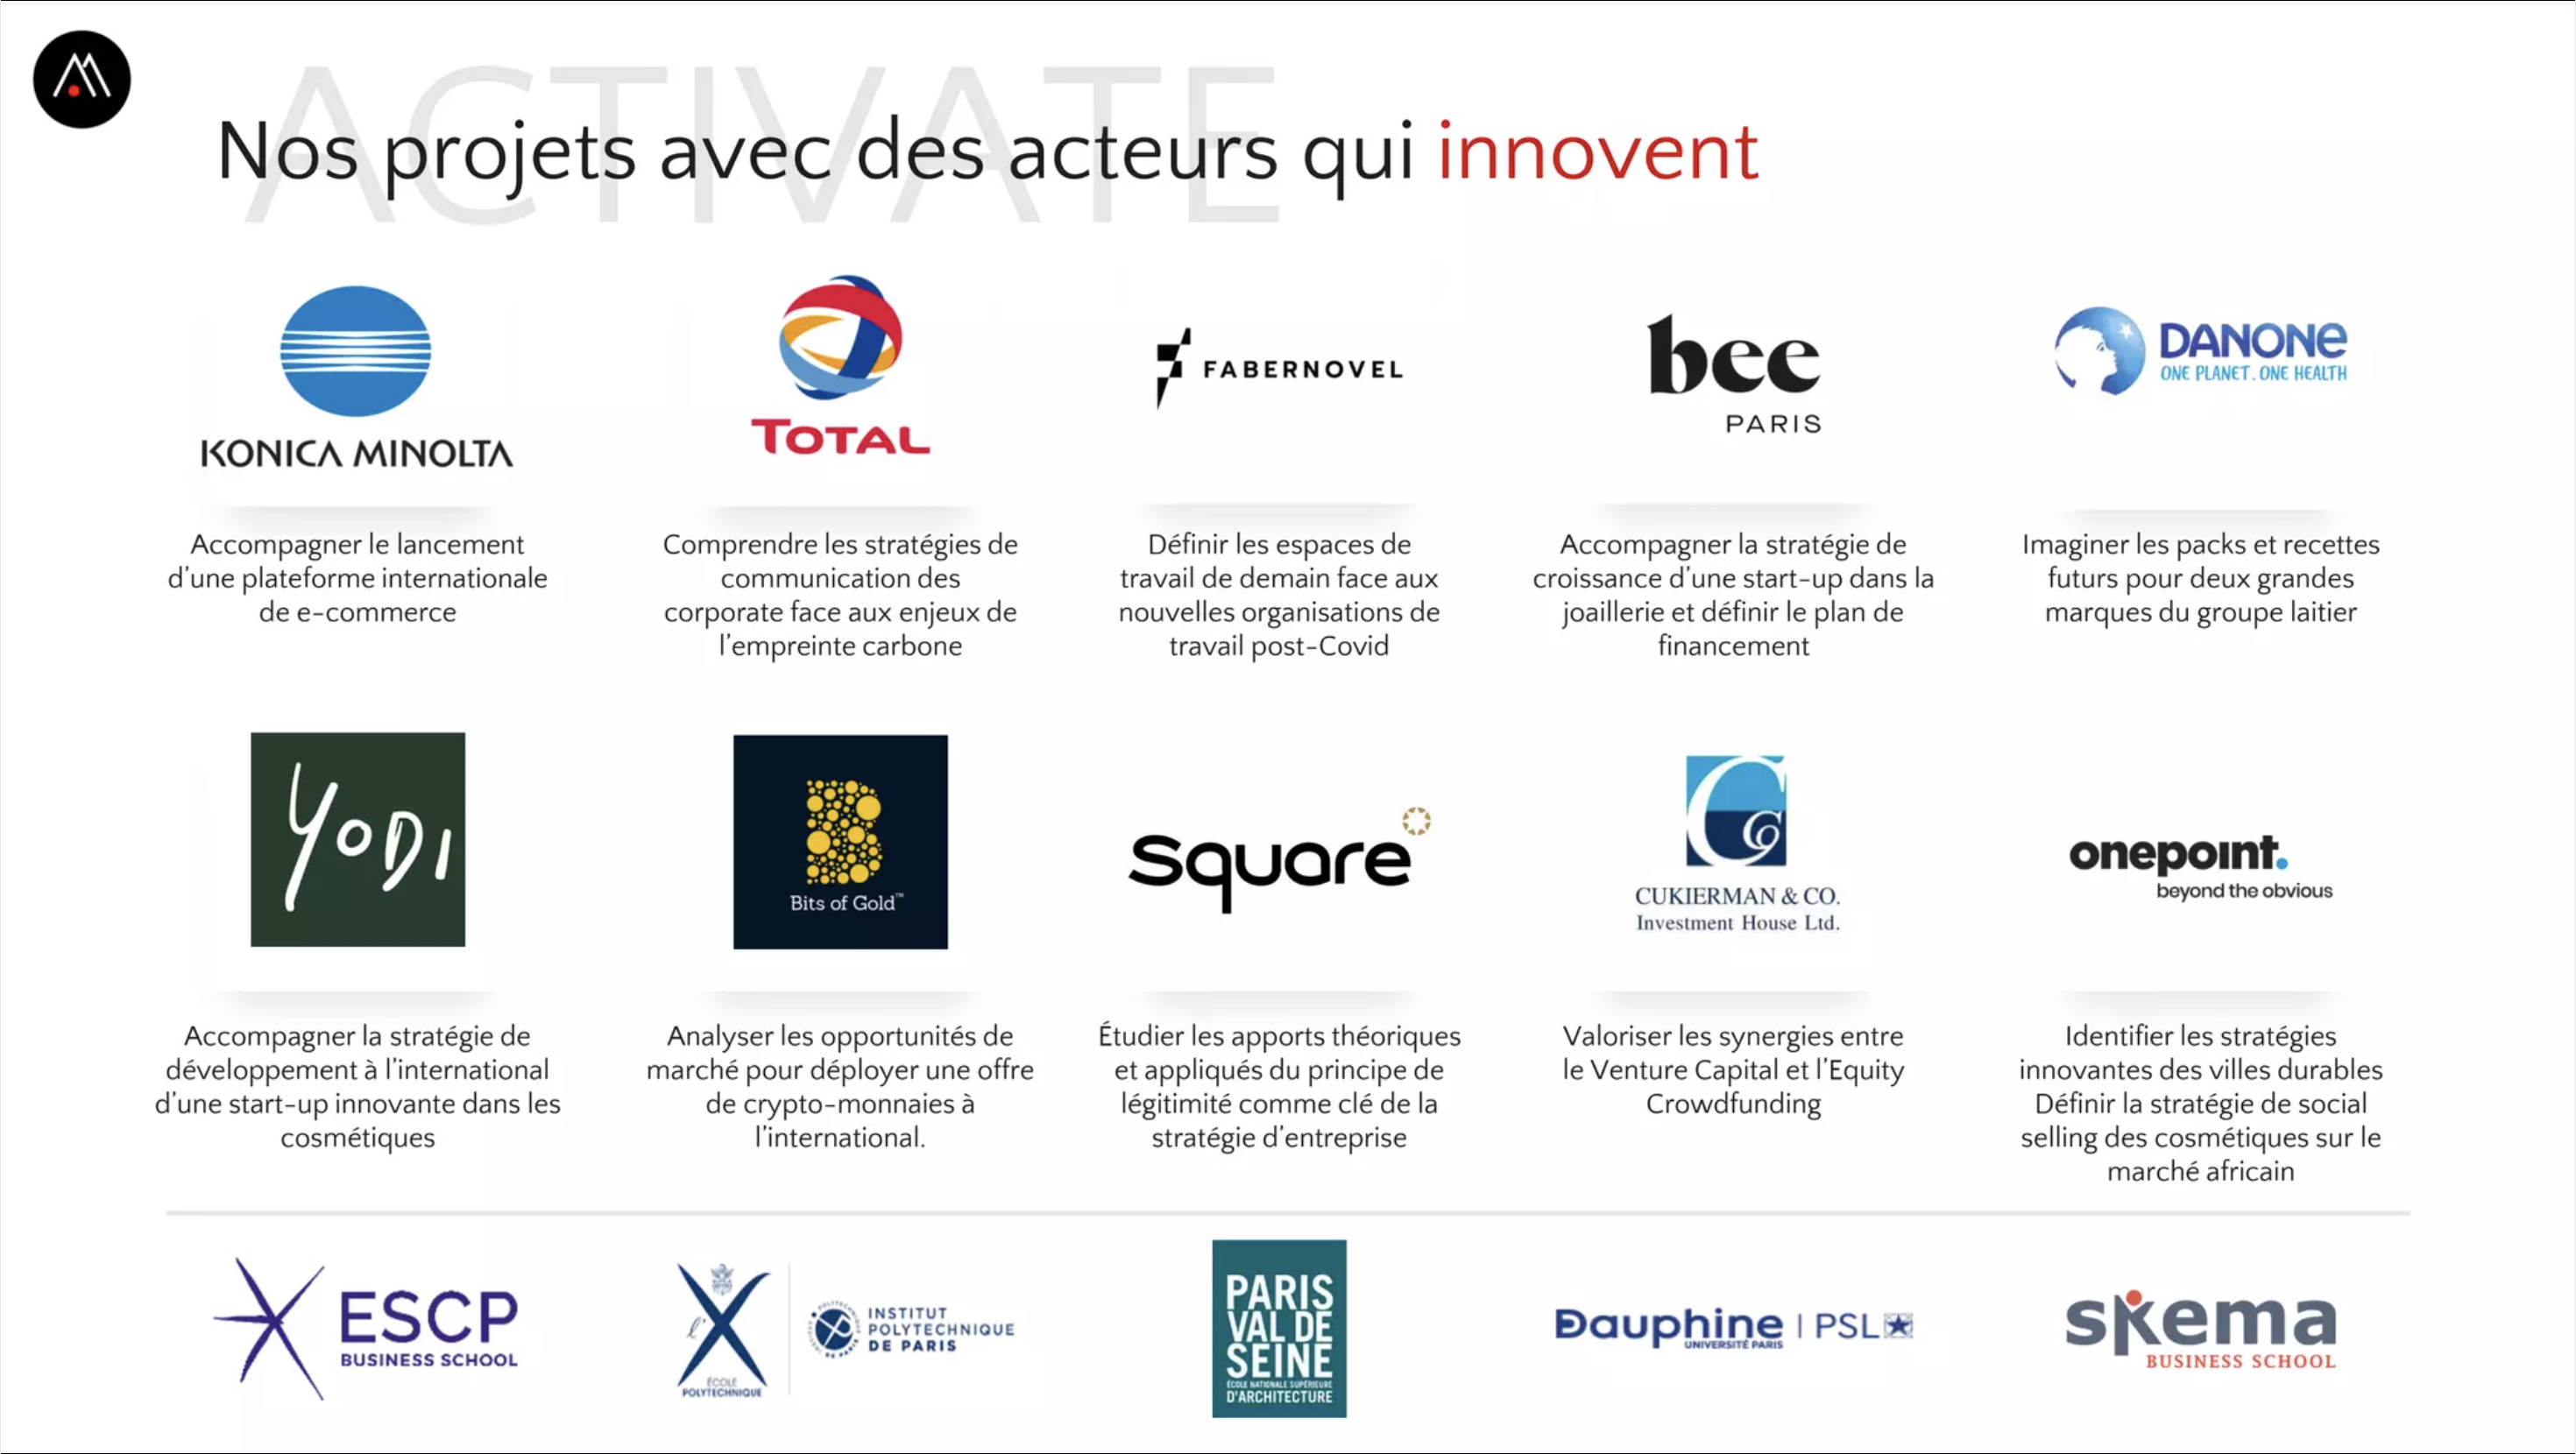 ACTIVATE
Nos projets avec des acteurs qui innovent
KONICA MINOLTA
TOTAL
FABERNOVEL
bee
PARIS
DANONE
ONE PLANET. ONE HEALTH
Accompagner le lancement
d'une plateforme internationale
de e-commerce
Comprendre les stratégies de
communication des
corporate face aux enjeux de
l'empreinte carbone
Définir les espaces de
travail de demain face aux
nouvelles organisations de
travail post-Covid
Accompagner la stratégie de
croissance d'une start-up dans la
joaillerie et définir le plan de
financement
Imaginer les packs et recettes
futurs pour deux grandes
marques du groupe laitier
YODI
Bits of Gold™
square
CUKIERMAN & CO.
Investment House Ltd.
onepoint.
beyond the obvious
Accompagner la stratégie de
développement à l'international
d'une start-up innovante dans les
cosmétiques
Analyser les opportunités de
marché pour déployer une offre
de crypto-monnaies à
l'international.
Étudier les apports théoriques
et appliqués du principe de
légitimité comme clé de la
stratégie d'entreprise
Valoriser les synergies entre
le Venture Capital et l'Equity
Crowdfunding
Identifier les stratégies
innovantes des villes durables
Définir la stratégie de social
selling des cosmétiques sur le
marché africain
ESCP
BUSINESS SCHOOL
l'X
ÉCOLE
POLYTECHNIQUE
INSTITUT
POLYTECHNIQUE
DE PARIS
PARIS
VAL DE
SEINE
ÉCOLE NATIONALE SUPÉRIEURE
D'ARCHITECTURE
Dauphine | PSL
UNIVERSITÉ PARIS
skema
BUSINESS SCHOOL